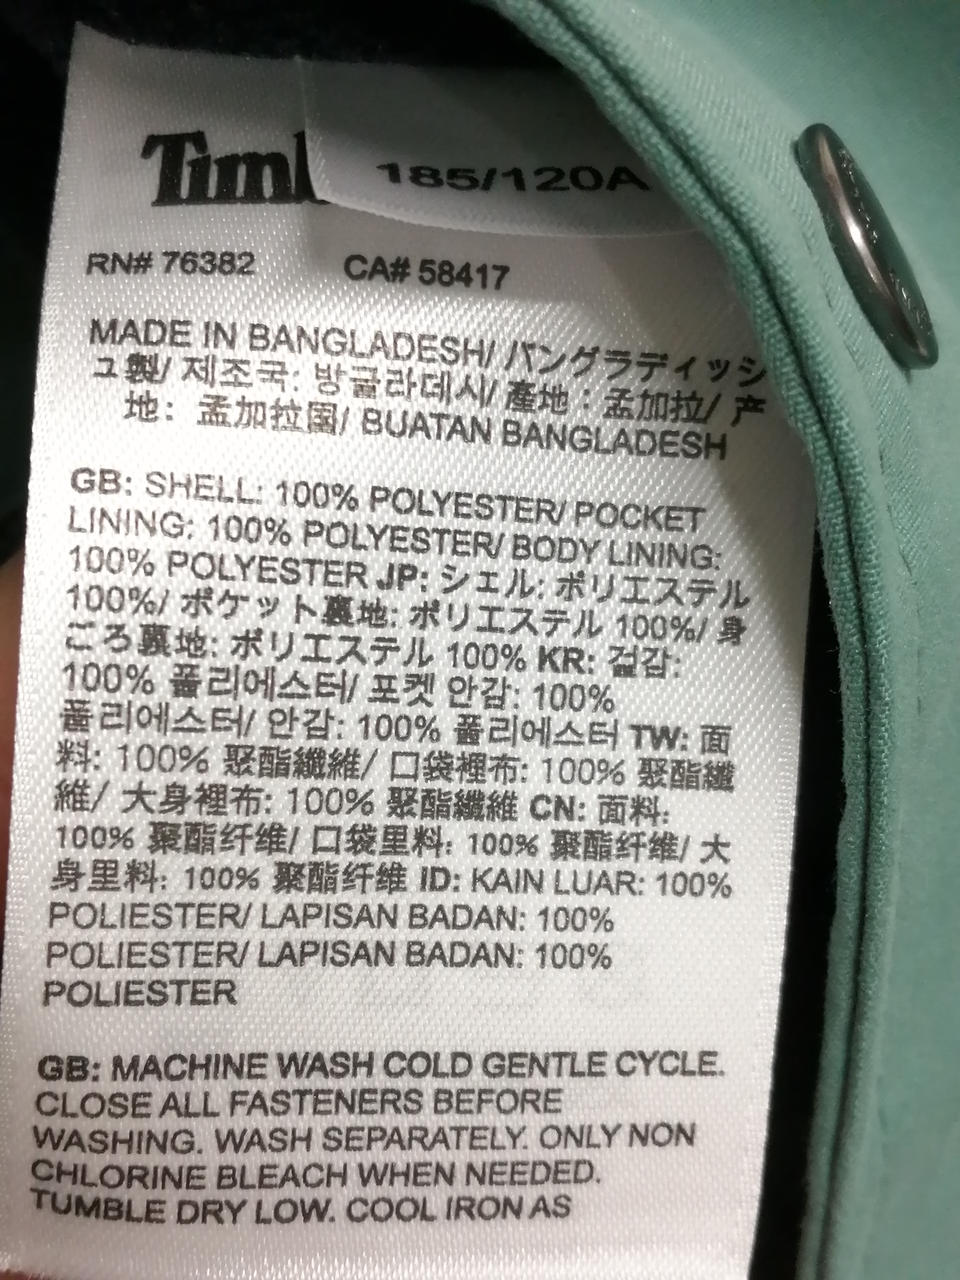 Timb
185/120A
RN# 76382 CA# 58417
MADE IN BANGLADESH/ バングラディッシ
ュ製/ 제조국: 방글라데시/ 產地：孟加拉/ 产
地：孟加拉国/ BUATAN BANGLADESH
GB: SHELL: 100% POLYESTER/ POCKET
LINING: 100% POLYESTER/ BODY LINING:
100% POLYESTER JP: シェル: ポリエステル
100%/ ポケット裏地: ポリエステル 100%/ 身
ごろ裏地: ポリエステル 100% KR: 겉감:
100% 폴리에스터/ 포켓 안감: 100%
폴리에스터/ 안감: 100% 폴리에스터 TW: 面
料: 100% 聚酯纖維/ 口袋裡布: 100% 聚酯纖
維/ 大身裡布: 100% 聚酯纖維 CN: 面料:
100% 聚酯纤维/ 口袋里料: 100% 聚酯纤维/ 大
身里料: 100% 聚酯纤维 ID: KAIN LUAR: 100%
POLIESTER/ LAPISAN BADAN: 100%
POLIESTER/ LAPISAN BADAN: 100%
POLIESTER
GB: MACHINE WASH COLD GENTLE CYCLE.
CLOSE ALL FASTENERS BEFORE
WASHING. WASH SEPARATELY. ONLY NON
CHLORINE BLEACH WHEN NEEDED.
TUMBLE DRY LOW. COOL IRON AS